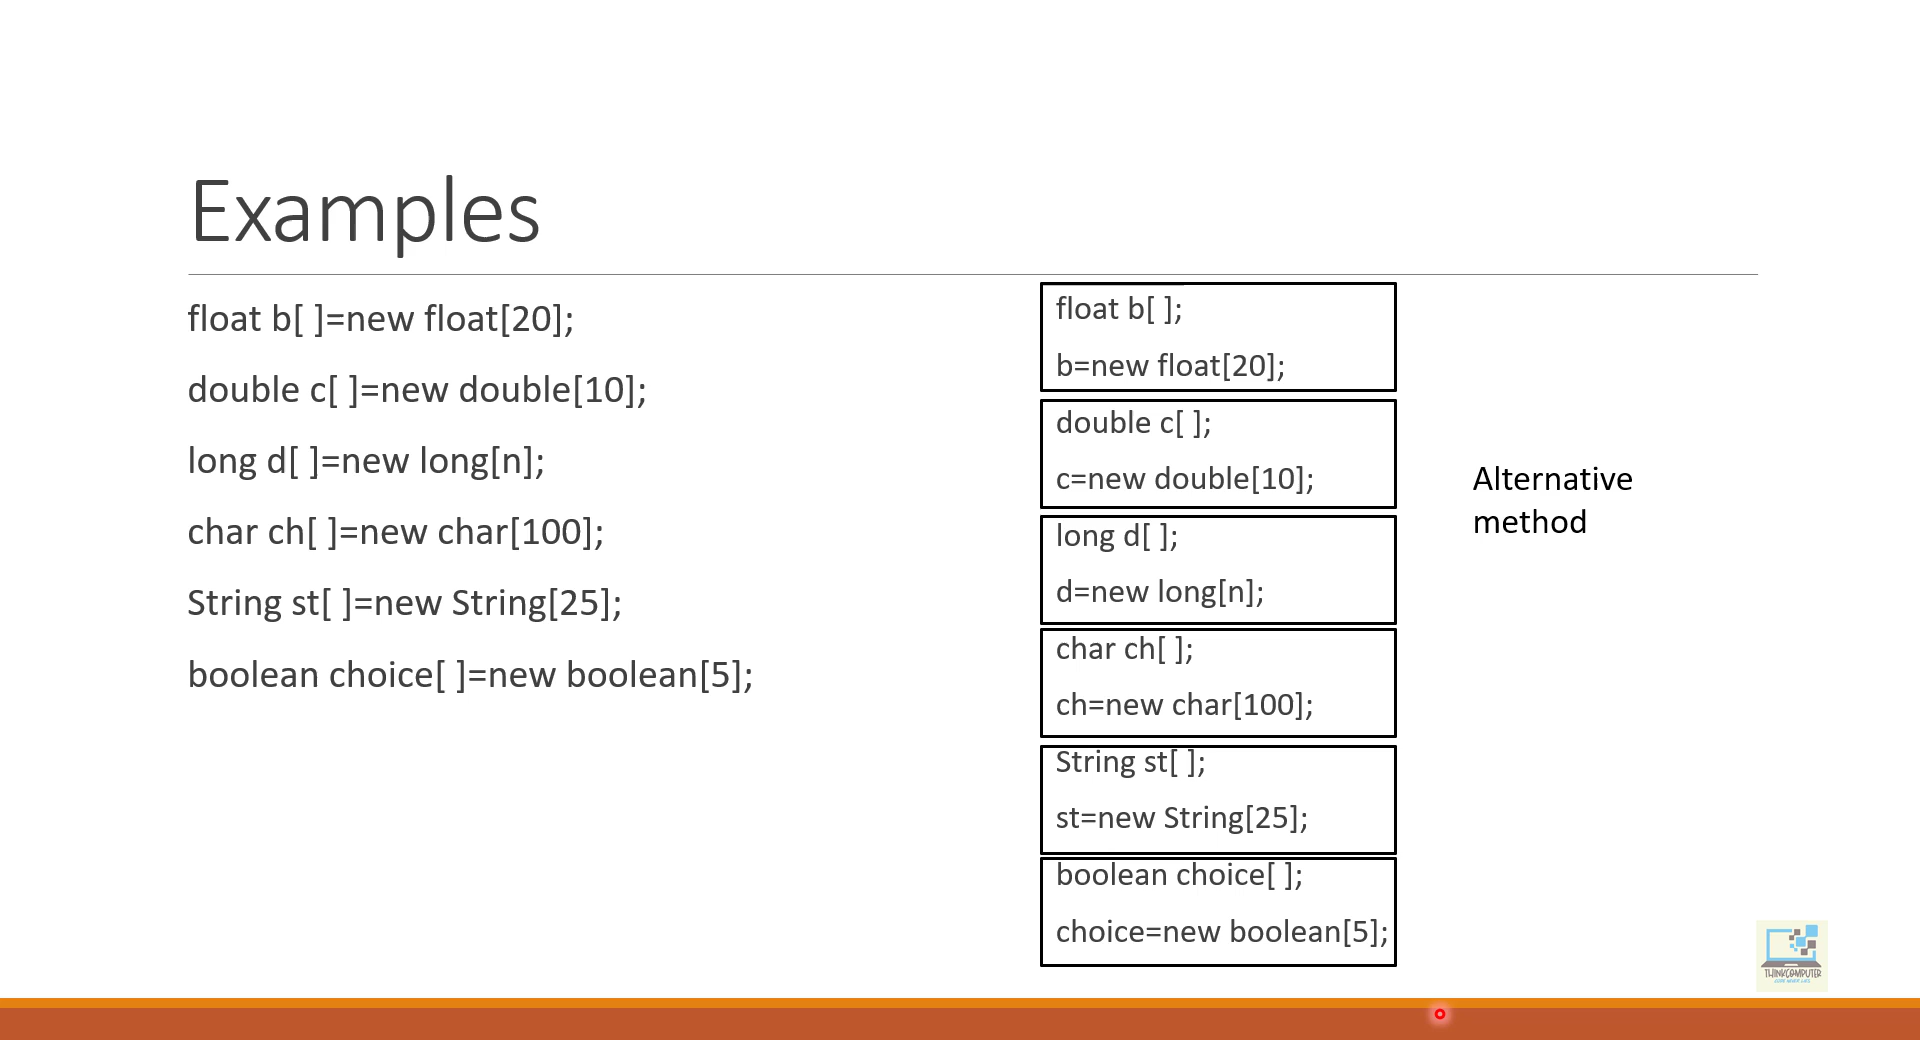 Examples
float b[ ]=new float[20];
double c[ ]=new double[10];
long d[ ]=new long[n];
char ch[ ]=new char[100];
String st[ ]=new String[25];
boolean choice[ ]=new boolean[5];
float b[ ];
b=new float[20];
double c[ ];
c=new double[10];
long d[ ];
d=new long[n];
char ch[ ];
ch=new char[100];
String st[ ];
st=new String[25];
boolean choice[ ];
choice=new boolean[5];
Alternative
method
THINKCOMPUTER